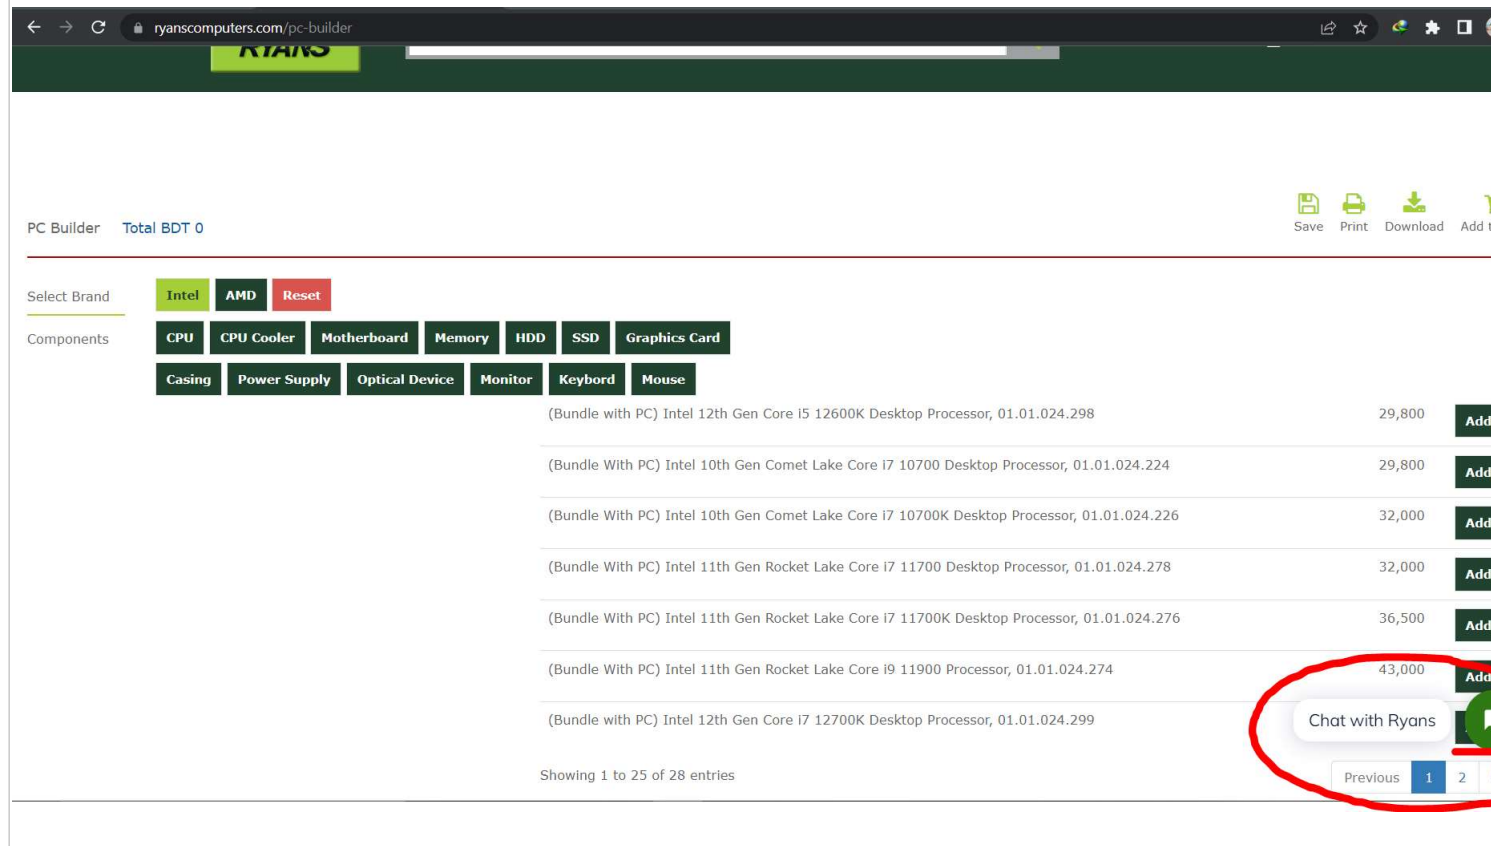 ryanscomputers.com/pc-builder
RYANS
PC Builder Total BDT 0
Save Print Download Add
Select Brand Intel AMD Reset
Components CPU CPU Cooler Motherboard Memory HDD SSD Graphics Card
Casing Power Supply Optical Device Monitor Keybord Mouse
(Bundle with PC) Intel 12th Gen Core i5 12600K Desktop Processor, 01.01.024.298 29,800 Add
(Bundle With PC) Intel 10th Gen Comet Lake Core i7 10700 Desktop Processor, 01.01.024.224 29,800 Add
(Bundle With PC) Intel 10th Gen Comet Lake Core i7 10700K Desktop Processor, 01.01.024.226 32,000 Add
(Bundle With PC) Intel 11th Gen Rocket Lake Core i7 11700 Desktop Processor, 01.01.024.278 32,000 Add
(Bundle With PC) Intel 11th Gen Rocket Lake Core i7 11700K Desktop Processor, 01.01.024.276 36,500 Add
(Bundle With PC) Intel 11th Gen Rocket Lake Core i9 11900 Processor, 01.01.024.274 43,000 Add
(Bundle with PC) Intel 12th Gen Core i7 12700K Desktop Processor, 01.01.024.299 Chat with Ryans
Showing 1 to 25 of 28 entries Previous 1 2